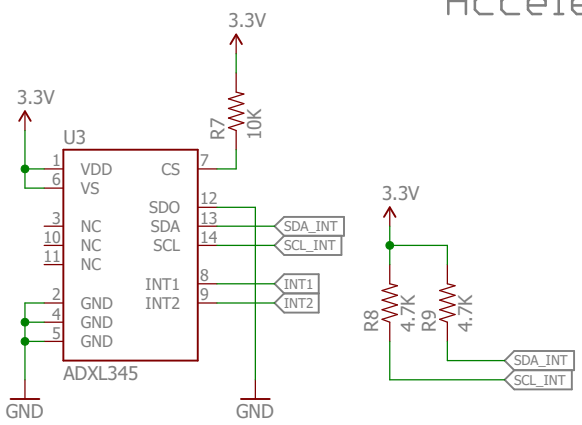 Accele
3.3V
3.3V
R7
10K
U3
1 VDD CS 7
6 VS
SDO 12
3 NC SDA 13 SDA_INT
10 NC SCL 14 SCL_INT
11 NC
INT1 8 INT1
2 GND INT2 9 INT2
4 GND
5 GND
ADXL345
GND
GND
3.3V
R8
4.7K
R9
4.7K
SDA_INT
SCL_INT